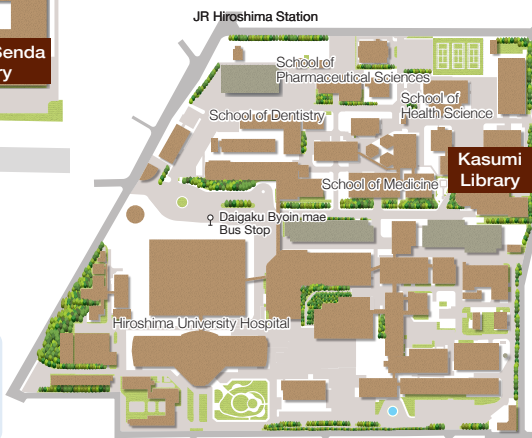 JR Hiroshima Station
Senda
School of
Pharmaceutical Sciences
School of
Health Science
School of Dentistry
Kasumi
Library
School of Medicine
Daigaku Byoin mae
Bus Stop
Hiroshima University Hospital